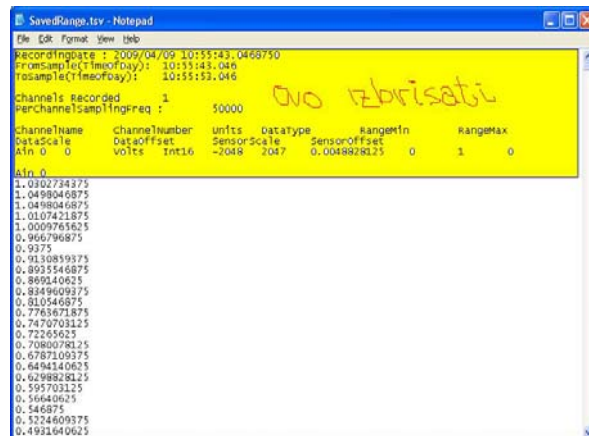 SavedRange.tsv - Notepad
File Edit Format View Help
RecordingDate : 2009/04/09 10:55:43.0468750
FromSample(TimeofDay): 10:55:43.046
ToSample(TimeofDay): 10:55:53.046
Channels Recorded 1
PerChannelSamplingFreq : 50000
ovo izbrisati
ChannelName ChannelNumber Units DataType RangeMin RangeMax
DataScale DataOffset SensorScale SensorOffset
Ain 0 0 Volts Int16 -2048 2047 0.0048828125 0 1 0
Ain 0
1.0302734375
1.0498046875
1.0498046875
1.0107421875
1.0009765625
0.966796875
0.9375
0.9130859375
0.8935546875
0.869140625
0.8349609375
0.810546875
0.7763671875
0.7470703125
0.72265625
0.7080078125
0.6787109375
0.6494140625
0.6298828125
0.595703125
0.56640625
0.546875
0.5224609375
0.4931640625